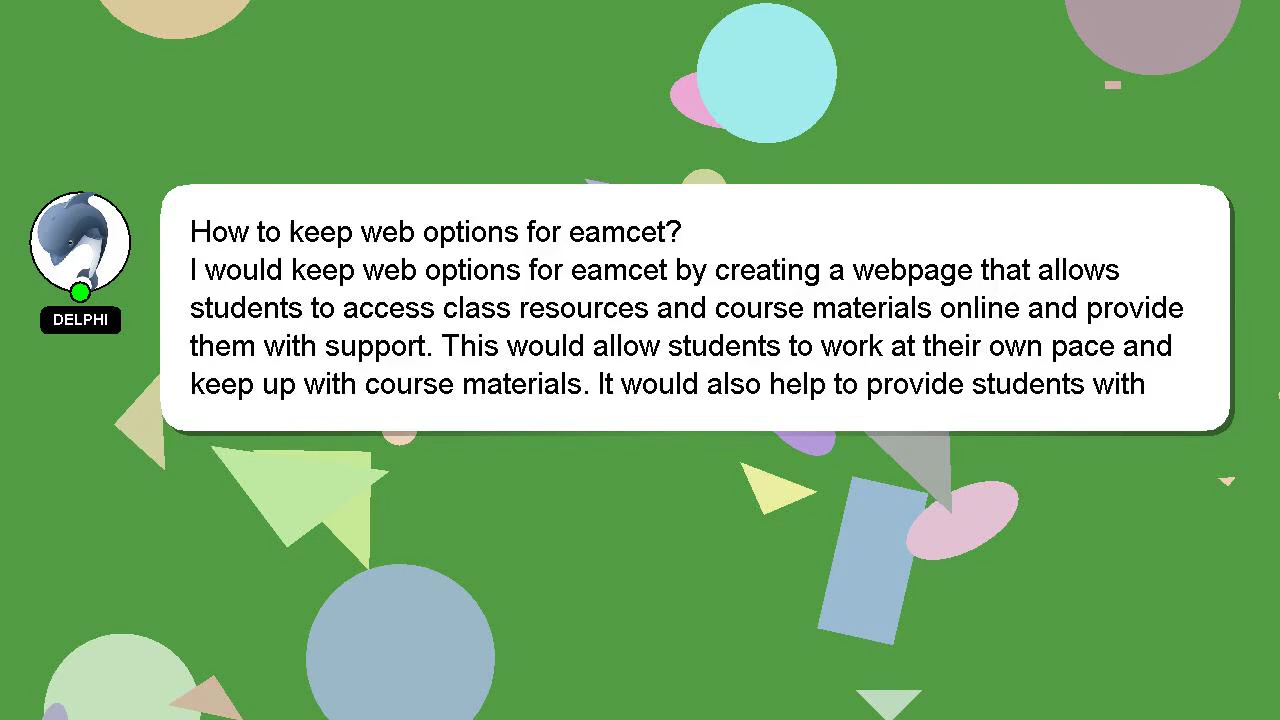 How to keep web options for eamcet?
I would keep web options for eamcet by creating a webpage that allows
students to access class resources and course materials online and provide
them with support. This would allow students to work at their own pace and
keep up with course materials. It would also help to provide students with
DELPHI